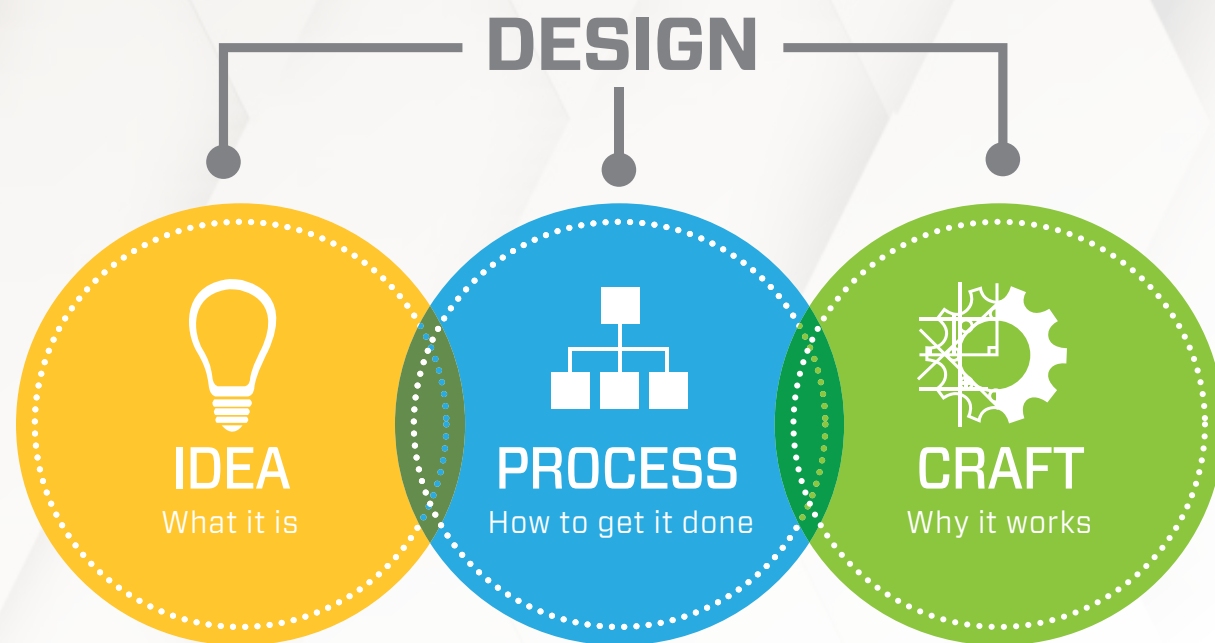 DESIGN
IDEA
What it is
PROCESS
How to get it done
CRAFT
Why it works